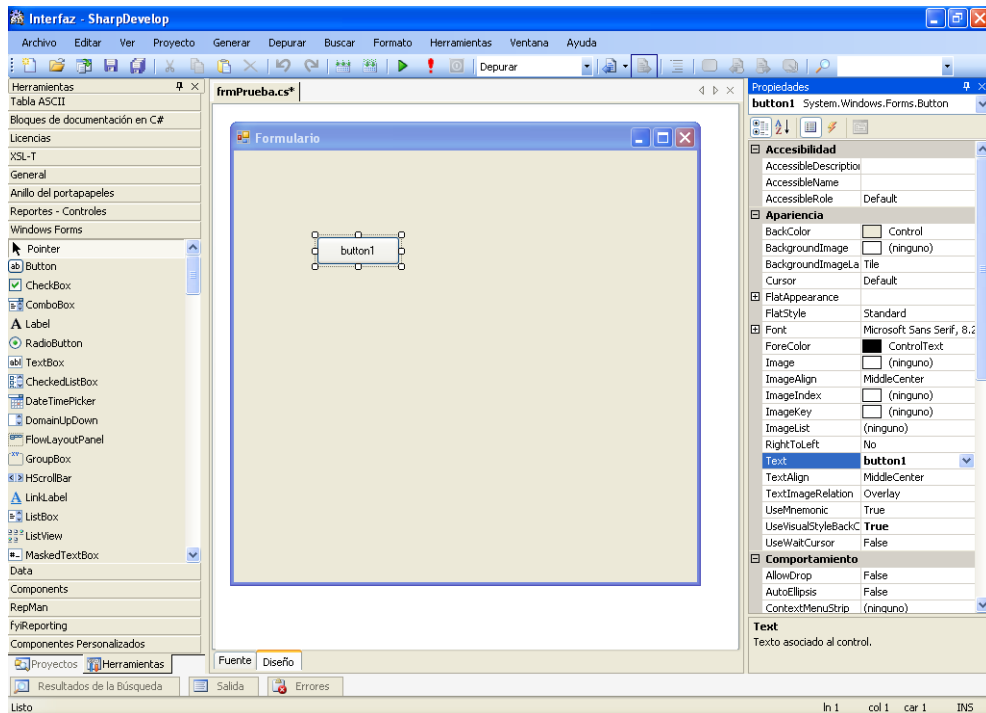 Interfaz - SharpDevelop
Archivo Editar Ver Proyecto Generar Depurar Buscar Formato Herramientas Ventana Ayuda
Depurar
Herramientas
Tabla ASCII
Bloques de documentación en C#
Licencias
XSL-T
General
Anillo del portapapeles
Reportes - Controles
Windows Forms
Pointer
ab Button
CheckBox
ComboBox
A Label
RadioButton
abl TextBox
CheckedListBox
DateTimePicker
DomainUpDown
FlowLayoutPanel
GroupBox
HScrollBar
A LinkLabel
ListBox
ListView
MaskedTextBox
Data
Components
RepMan
fyiReporting
Componentes Personalizados
Proyectos Herramientas
frmPrueba.cs*
Formulario
button1
Fuente Diseño
Propiedades
button1 System.Windows.Forms.Button
Accesibilidad
AccessibleDescription
AccessibleName
AccessibleRole Default
Apariencia
BackColor Control
BackgroundImage (ninguno)
BackgroundImageLa Tile
Cursor Default
FlatAppearance
FlatStyle Standard
Font Microsoft Sans Serif, 8.2
ForeColor ControlText
Image (ninguno)
ImageAlign MiddleCenter
ImageIndex (ninguno)
ImageKey (ninguno)
ImageList (ninguno)
RightToLeft No
Text button1
TextAlign MiddleCenter
TextImageRelation Overlay
UseMnemonic True
UseVisualStyleBackC True
UseWaitCursor False
Comportamiento
AllowDrop False
AutoEllipsis False
ContextMenuStrip (ninguno)
Text
Texto asociado al control.
Resultados de la Búsqueda Salida Errores
Listo ln 1 col 1 car 1 INS